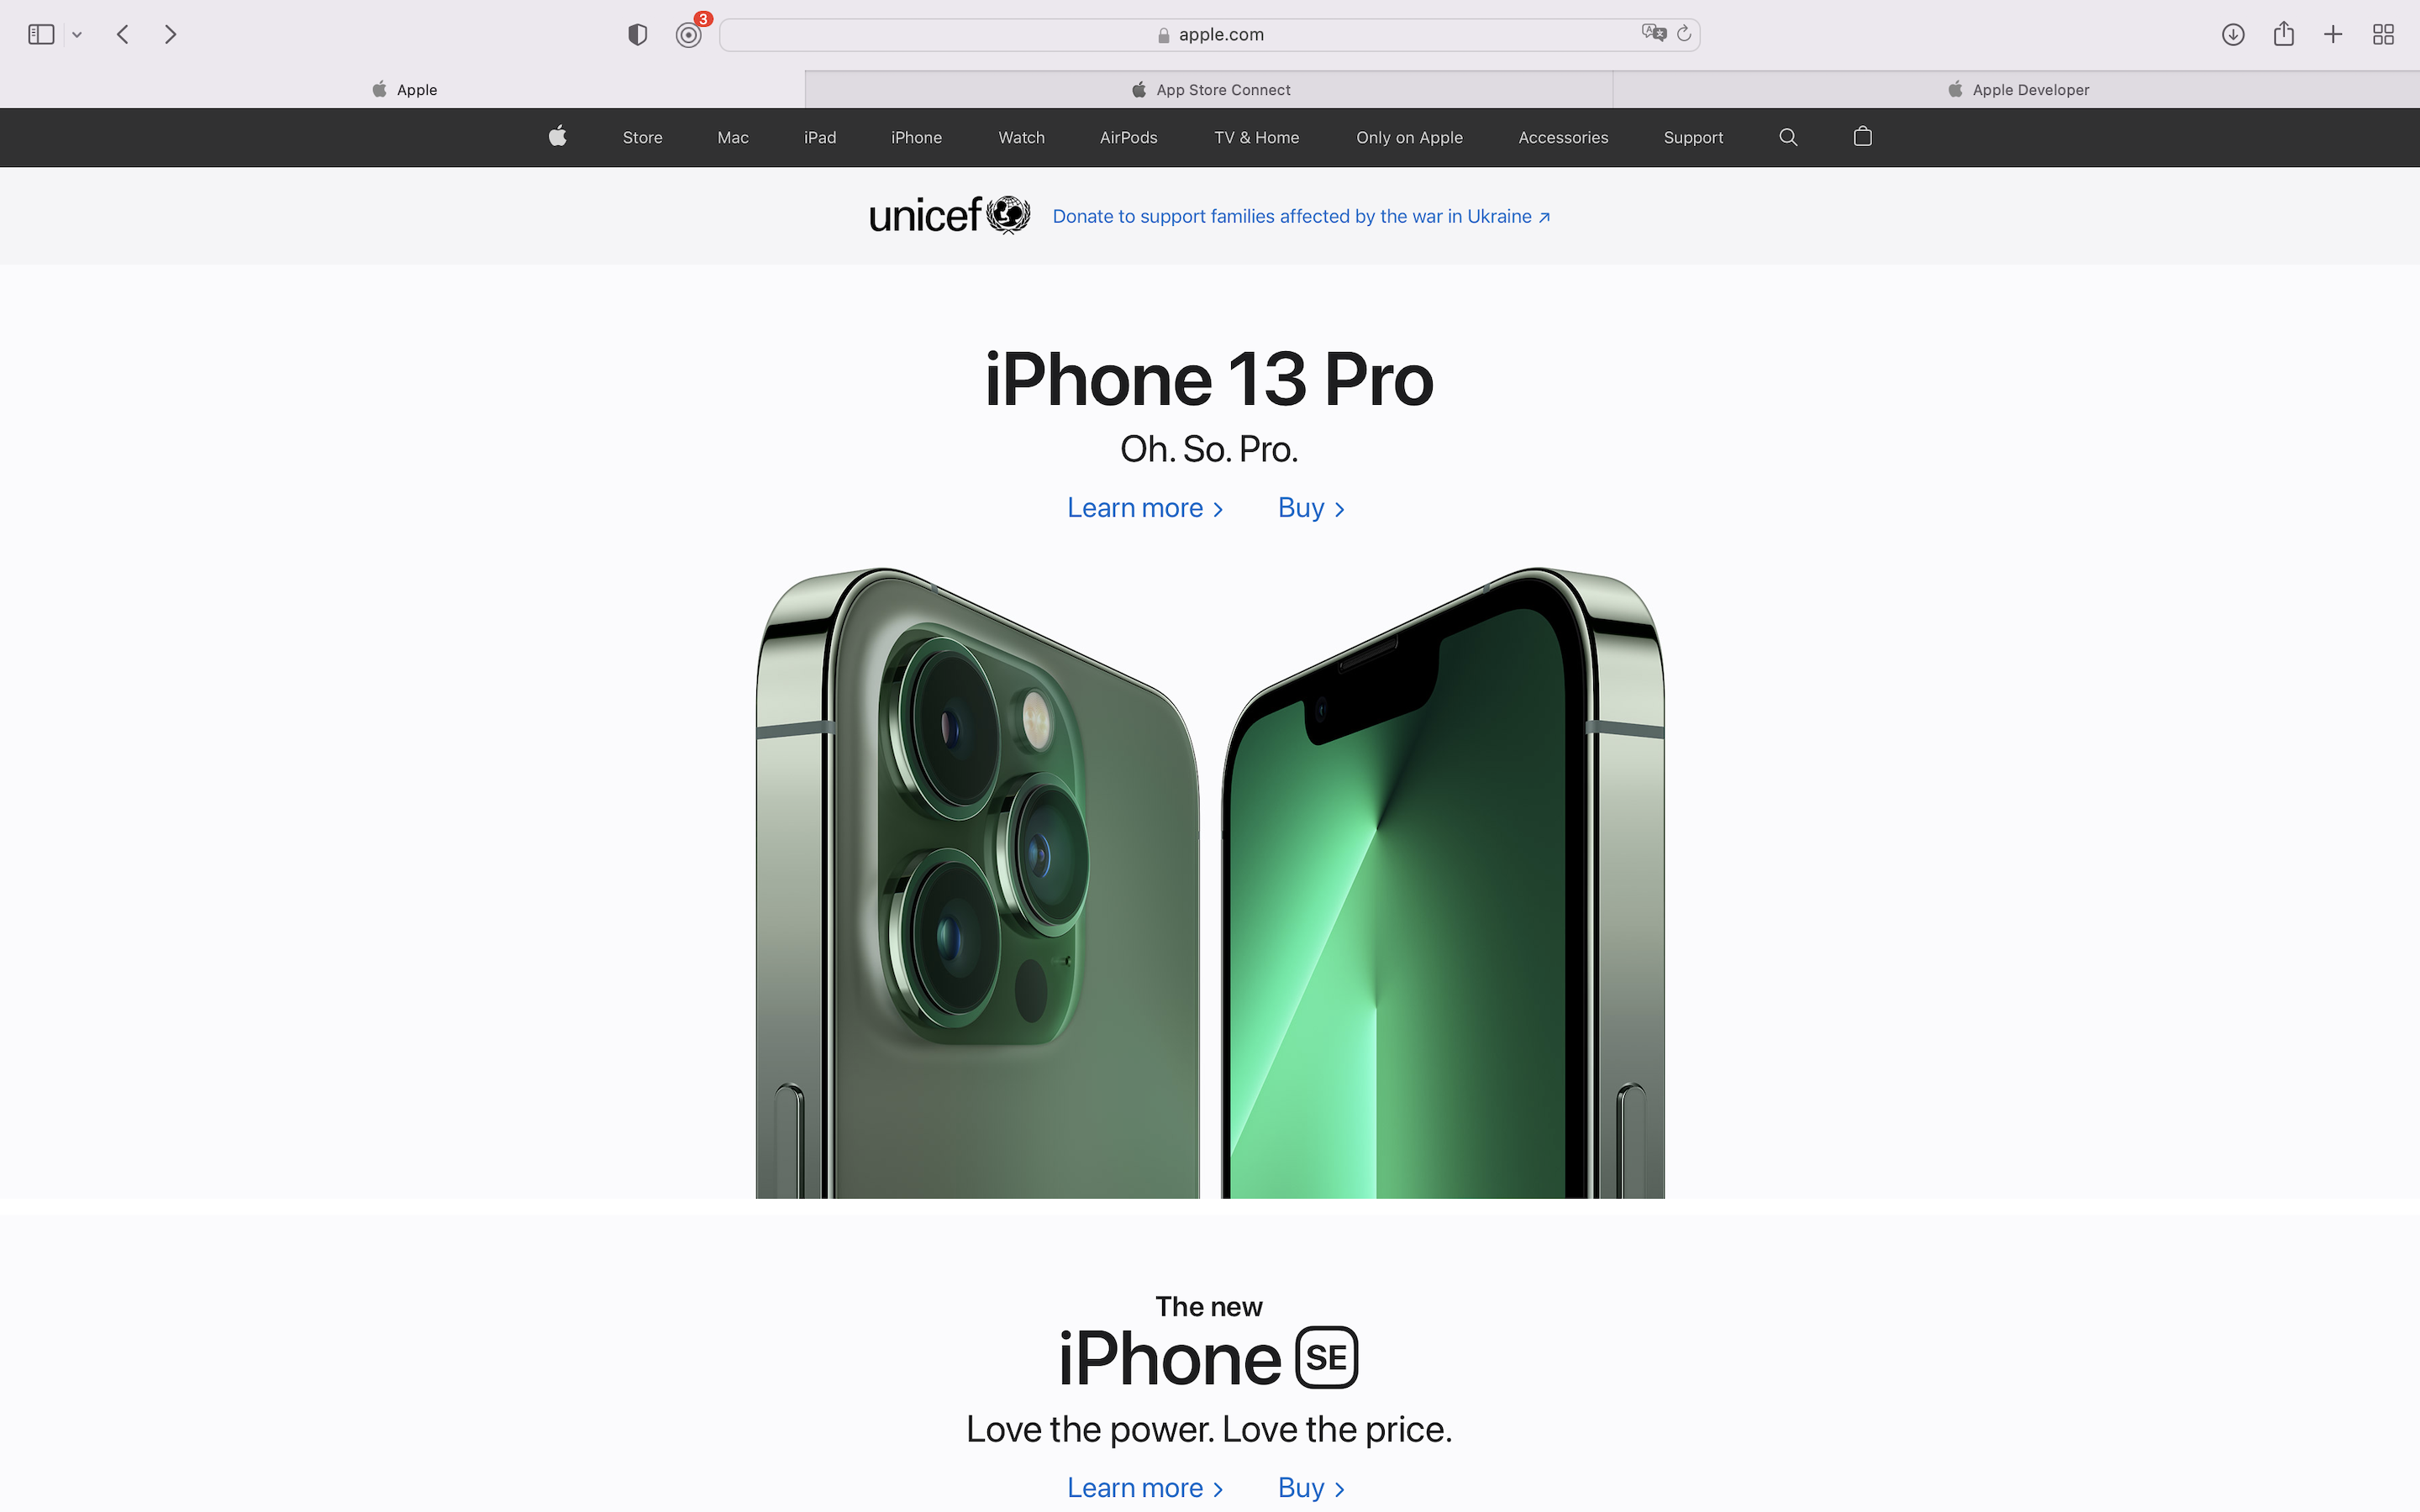 3
apple.com
Apple
App Store Connect
Apple Developer
Store Mac iPad iPhone Watch AirPods TV & Home Only on Apple Accessories Support
unicef Donate to support families affected by the war in Ukraine ↗
iPhone 13 Pro
Oh. So. Pro.
Learn more > Buy >
The new
iPhone SE
Love the power. Love the price.
Learn more > Buy >